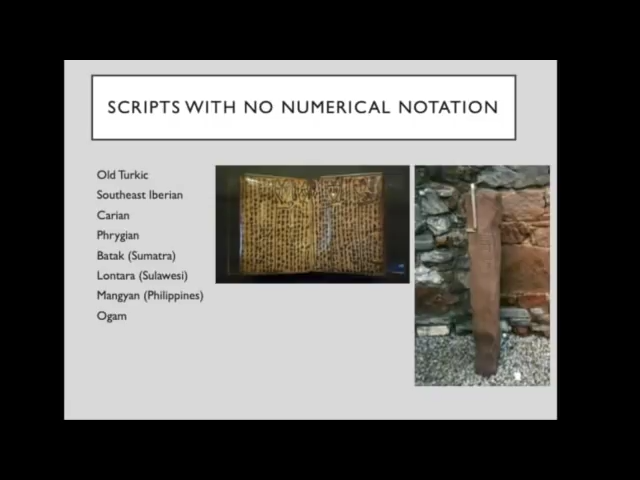 SCRIPTS WITH NO NUMERICAL NOTATION
Old Turkic
Southeast Iberian
Carian
Phrygian
Batak (Sumatra)
Lontara (Sulawesi)
Mangyan (Philippines)
Ogam